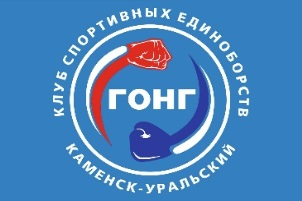 КЛУБ СПОРТИВНЫХ ЕДИНОБОРСТВ
ГОНГ
КАМЕНСК-УРАЛЬСКИЙ